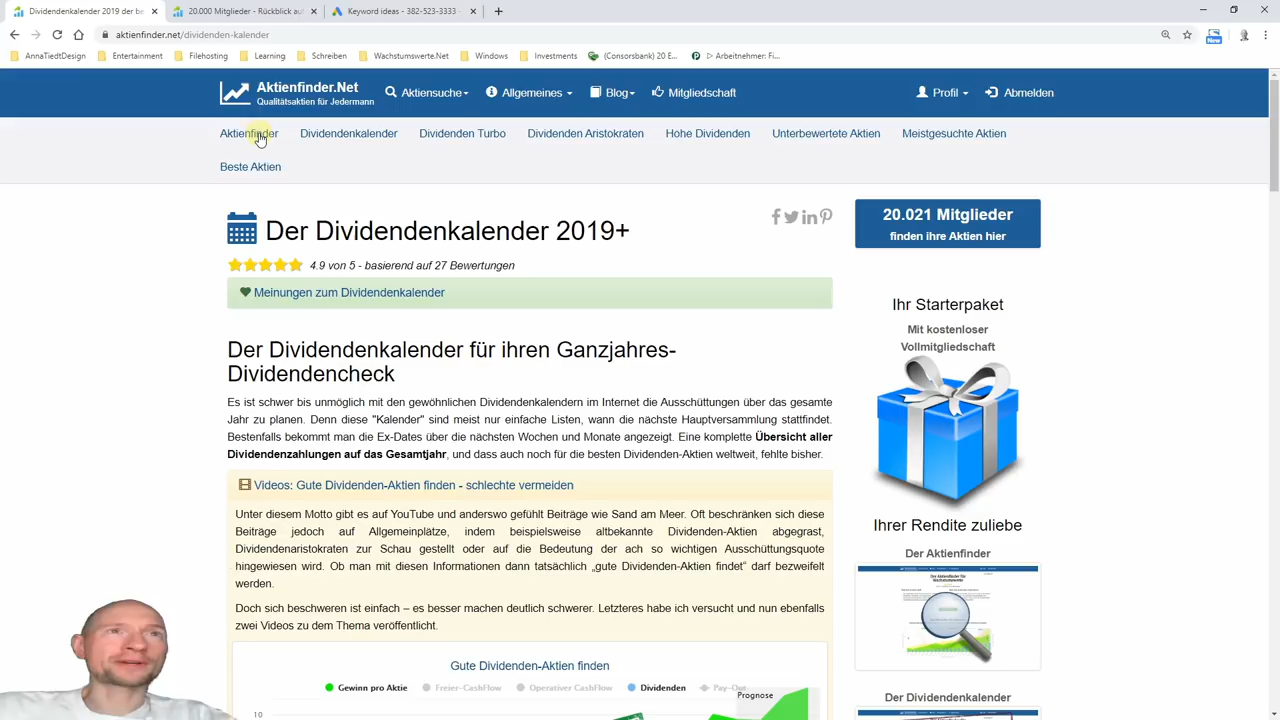 Dividendenkalender 2019 der be
20.000 Mitglieder - Rückblick auf
Keyword ideas - 382-523-3333 -
aktienfinder.net/dividenden-kalender
New
AnnaTiedtDesign
Entertainment
Filehosting
Learning
Schreiben
Wachstumswerte.Net
Windows
Investments
(Consorsbank) 20 E...
▷ Arbeitnehmer: Fi...
Aktienfinder.Net
Qualitätsaktien für Jedermann
Aktiensuche
Allgemeines
Blog
Mitgliedschaft
Profil
Abmelden
Aktienfinder
Dividendenkalender
Dividenden Turbo
Dividenden Aristokraten
Hohe Dividenden
Unterbewertete Aktien
Meistgesuchte Aktien
Beste Aktien
Der Dividendenkalender 2019+
4.9 von 5 - basierend auf 27 Bewertungen
Meinungen zum Dividendenkalender
Der Dividendenkalender für ihren Ganzjahres-
Dividendencheck
Es ist schwer bis unmöglich mit den gewöhnlichen Dividendenkalendern im Internet die Ausschüttungen über das gesamte
Jahr zu planen. Denn diese "Kalender" sind meist nur einfache Listen, wann die nächste Hauptversammlung stattfindet.
Bestenfalls bekommt man die Ex-Dates über die nächsten Wochen und Monate angezeigt. Eine komplette Übersicht aller
Dividendenzahlungen auf das Gesamtjahr, und dass auch noch für die besten Dividenden-Aktien weltweit, fehlte bisher.
Videos: Gute Dividenden-Aktien finden - schlechte vermeiden
Unter diesem Motto gibt es auf YouTube und anderswo gefühlt Beiträge wie Sand am Meer. Oft beschränken sich diese
Beiträge jedoch auf Allgemeinplätze, indem beispielsweise altbekannte Dividenden-Aktien abgegrast,
Dividendenaristokraten zur Schau gestellt oder auf die Bedeutung der ach so wichtigen Ausschüttungsquote
hingewiesen wird. Ob man mit diesen Informationen dann tatsächlich „gute Dividenden-Aktien findet“ darf bezweifelt
werden.
Doch sich beschweren ist einfach – es besser machen deutlich schwerer. Letzteres habe ich versucht und nun ebenfalls
zwei Videos zu dem Thema veröffentlicht.
Gute Dividenden-Aktien finden
Gewinn pro Aktie
Freier-CashFlow
Operativer CashFlow
Dividenden
Pay-Out
Prognose
10
20.021 Mitglieder
finden ihre Aktien hier
Ihr Starterpaket
Mit kostenloser
Vollmitgliedschaft
Ihrer Rendite zuliebe
Der Aktienfinder
Der Dividendenkalender